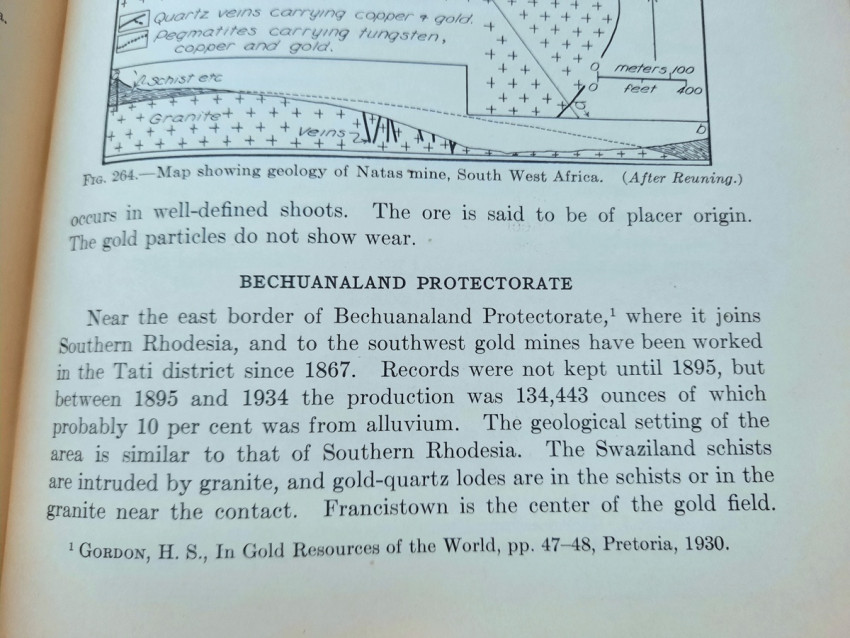 Quartz veins carrying copper & gold.
Pegmatites carrying tungsten,
copper and gold.
0 meters 100
0 feet 400
a
Schist etc
Granite
Veins
b
FIG. 264.—Map showing geology of Natas mine, South West Africa. (After Reuning.)
occurs in well-defined shoots. The ore is said to be of placer origin.
The gold particles do not show wear.
BECHUANALAND PROTECTORATE
Near the east border of Bechuanaland Protectorate,¹ where it joins
Southern Rhodesia, and to the southwest gold mines have been worked
in the Tati district since 1867. Records were not kept until 1895, but
between 1895 and 1934 the production was 134,443 ounces of which
probably 10 per cent was from alluvium. The geological setting of the
area is similar to that of Southern Rhodesia. The Swaziland schists
are intruded by granite, and gold-quartz lodes are in the schists or in the
granite near the contact. Francistown is the center of the gold field.
¹ GORDON, H. S., In Gold Resources of the World, pp. 47–48, Pretoria, 1930.